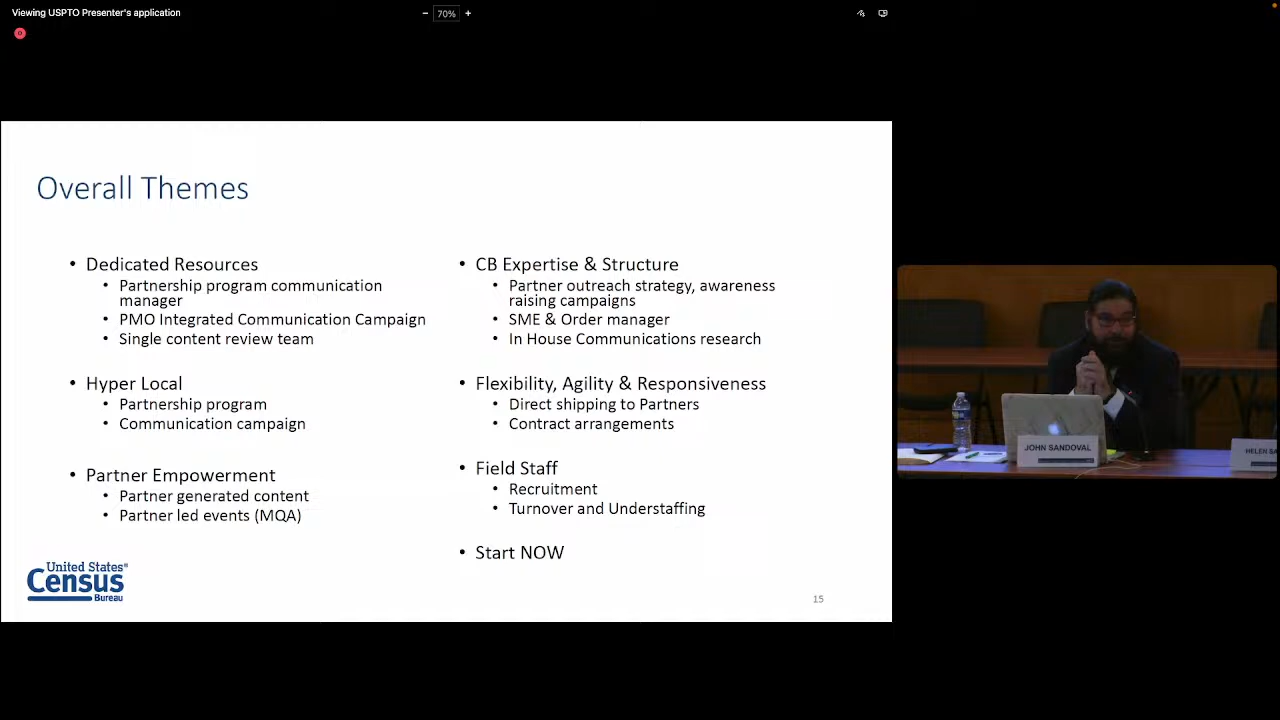 Viewing USPTO Presenter's application
− 70% +
Overall Themes
• Dedicated Resources
• Partnership program communication
manager
• PMO Integrated Communication Campaign
• Single content review team
• Hyper Local
• Partnership program
• Communication campaign
• Partner Empowerment
• Partner generated content
• Partner led events (MQA)
• CB Expertise & Structure
• Partner outreach strategy, awareness
raising campaigns
• SME & Order manager
• In House Communications research
• Flexibility, Agility & Responsiveness
• Direct shipping to Partners
• Contract arrangements
• Field Staff
• Recruitment
• Turnover and Understaffing
• Start NOW
United States®
Census
Bureau
15
JOHN SANDOVAL
HELEN SA